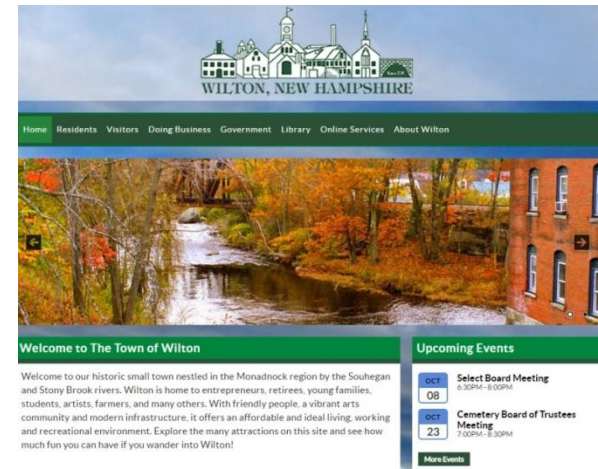 WILTON, NEW HAMPSHIRE
Home Residents Visitors Doing Business Government Library Online Services About Wilton
Welcome to The Town of Wilton
Welcome to our historic small town nestled in the Monadnock region by the Souhegan
and Stony Brook rivers. Wilton is home to entrepreneurs, retirees, young families,
students, artists, farmers, and many others. With friendly people, a vibrant arts
community and modern infrastructure, it offers an affordable and ideal living, working
and recreational environment. Explore the many attractions on this site and see how
much fun you can have if you wander into Wilton!
Upcoming Events
OCT
08
Select Board Meeting
6:30PM - 8:00PM
OCT
23
Cemetery Board of Trustees
Meeting
7:00PM - 8:30PM
More Events